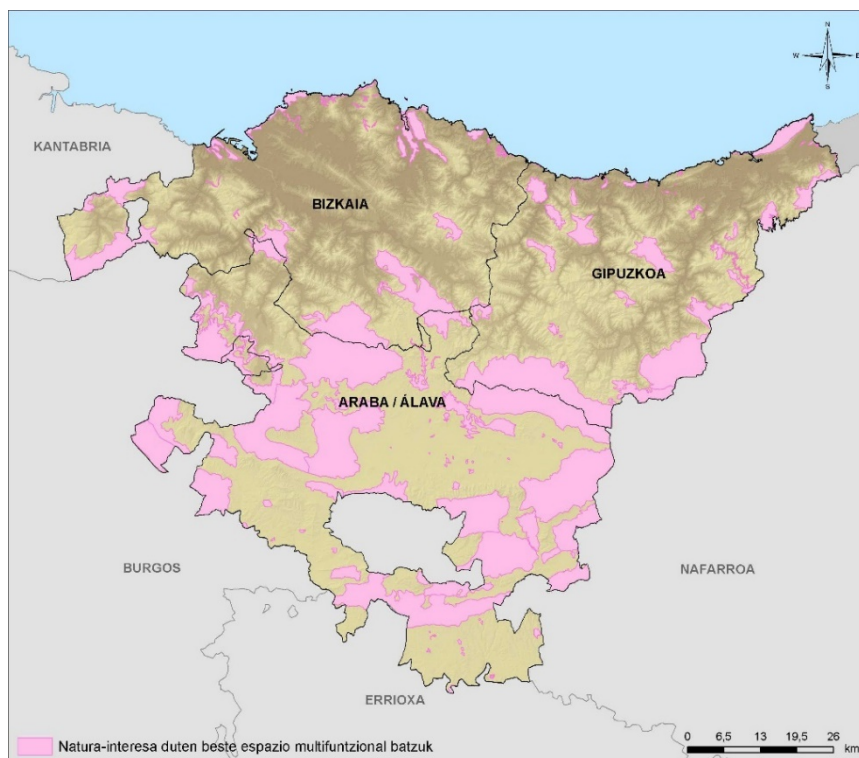 N
W E
S
KANTABRIA
BIZKAIA
GIPUZKOA
ARABA / ÁLAVA
BURGOS
NAFARROA
ERRIOXA
Natura-interesa duten beste espazio multifuntzional batzuk
0 6,5 13 19,5 26
km